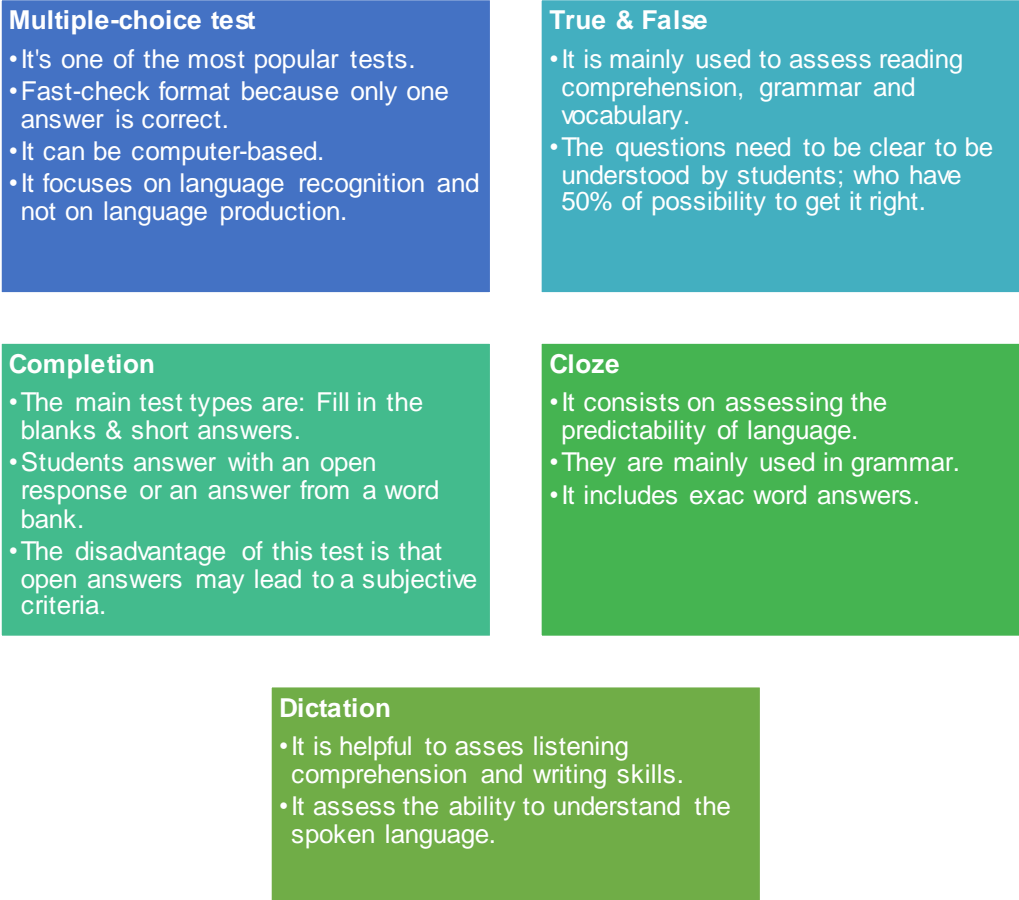 Multiple-choice test
•It's one of the most popular tests.
•Fast-check format because only one
answer is correct.
•It can be computer-based.
•It focuses on language recognition and
not on language production.
True & False
•It is mainly used to assess reading
comprehension, grammar and
vocabulary.
•The questions need to be clear to be
understood by students; who have
50% of possibility to get it right.
Completion
•The main test types are: Fill in the
blanks & short answers.
•Students answer with an open
response or an answer from a word
bank.
•The disadvantage of this test is that
open answers may lead to a subjective
criteria.
Cloze
•It consists on assessing the
predictability of language.
•They are mainly used in grammar.
•It includes exac word answers.
Dictation
•It is helpful to asses listening
comprehension and writing skills.
•It assess the ability to understand the
spoken language.